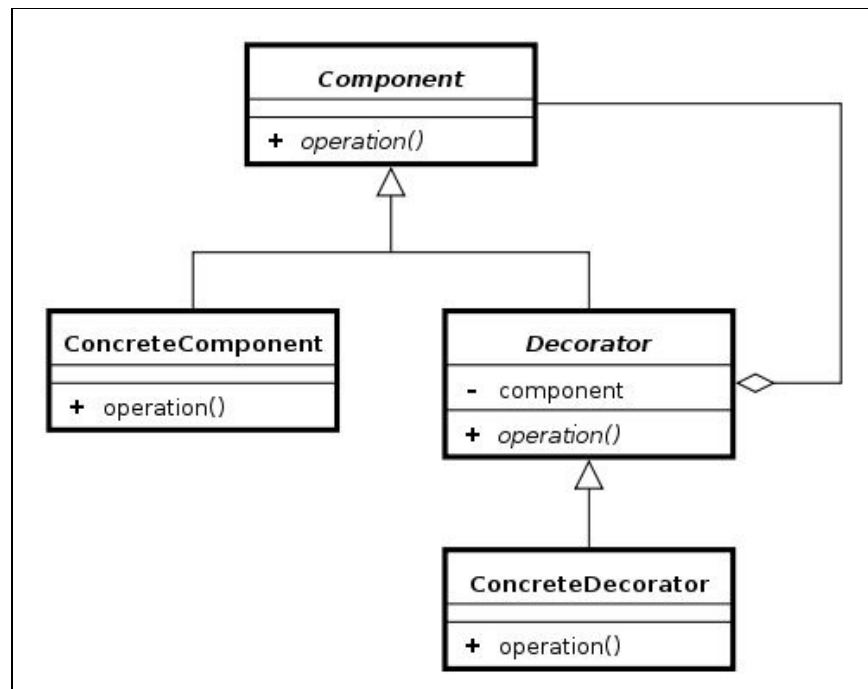 Component
+ operation()
ConcreteComponent
+ operation()
Decorator
- component
+ operation()
ConcreteDecorator
+ operation()